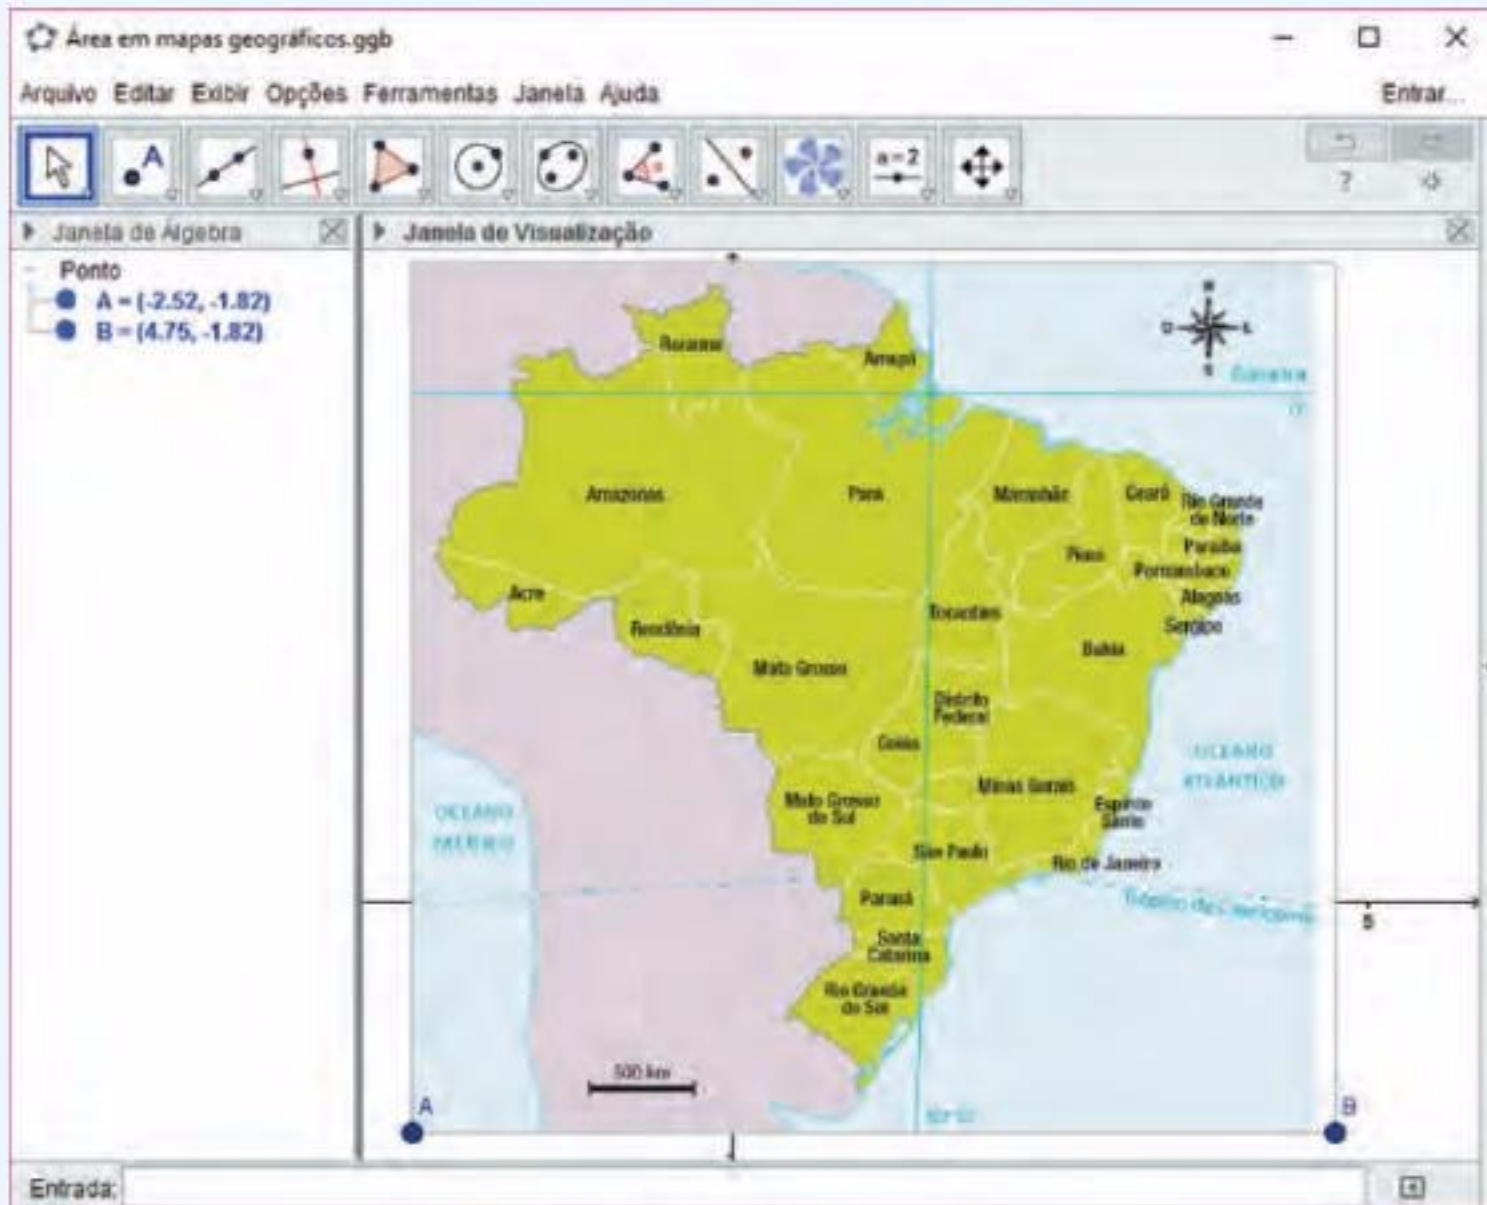 Área em mapas geográficos.ggb
Arquivo Editar Exibir Opções Ferramentas Janela Ajuda
Entrar...
A
a=2
?
Janela de Álgebra
Janela de Visualização
Ponto
A = (-2.52, -1.82)
B = (4.75, -1.82)
N
O
L
S
Roraima
Amapá
Equador
0°
Amazonas
Pará
Maranhão
Ceará
Rio Grande
do Norte
Paraíba
Piauí
Pernambuco
Acre
Alagoas
Tocantins
Sergipe
Rondônia
Bahia
Mato Grosso
Distrito
Federal
Goiás
OCEANO
ATLÂNTICO
Minas Gerais
Mato Grosso
do Sul
Espírito
Santo
OCEANO
PACÍFICO
São Paulo
Rio de Janeiro
Paraná
Trópico de Capricórnio
5
Santa
Catarina
Rio Grande
do Sul
500 km
A
B
Entrada: